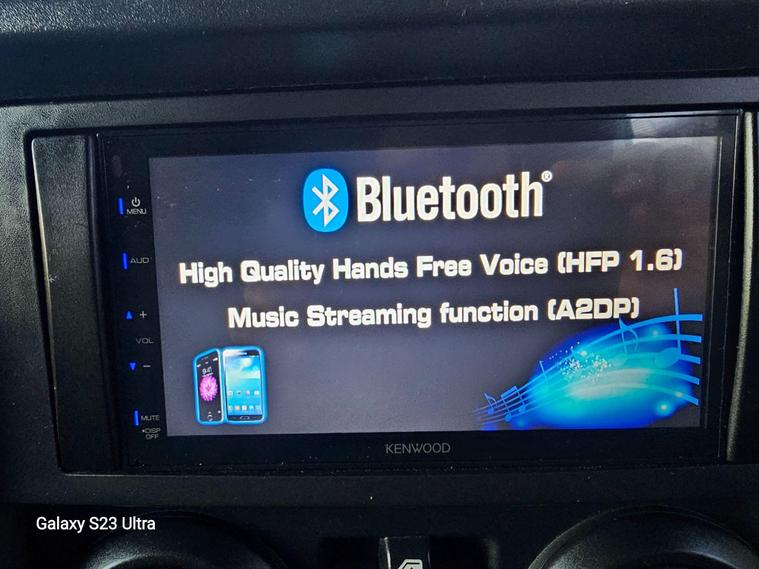 Bluetooth®
High Quality Hands Free Voice (HFP 1.6)
Music Streaming function (A2DP)
MENU
AUD
+
VOL
−
MUTE
•DISP
OFF
KENWOOD
Galaxy S23 Ultra